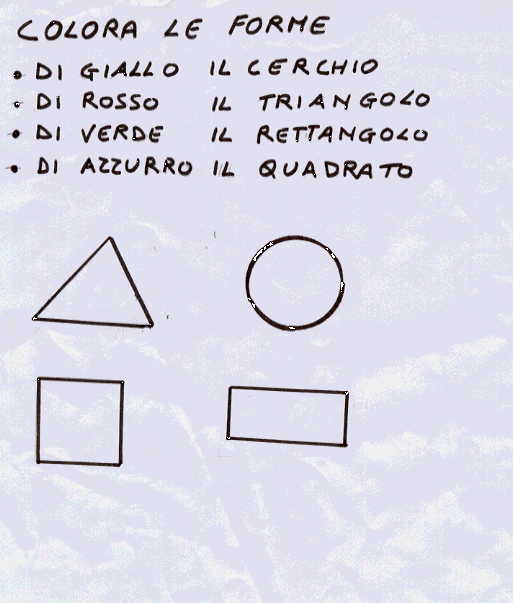 COLORA LE FORME
• DI GIALLO IL CERCHIO
• DI ROSSO IL TRIANGOLO
• DI VERDE IL RETTANGOLO
• DI AZZURRO IL QUADRATO